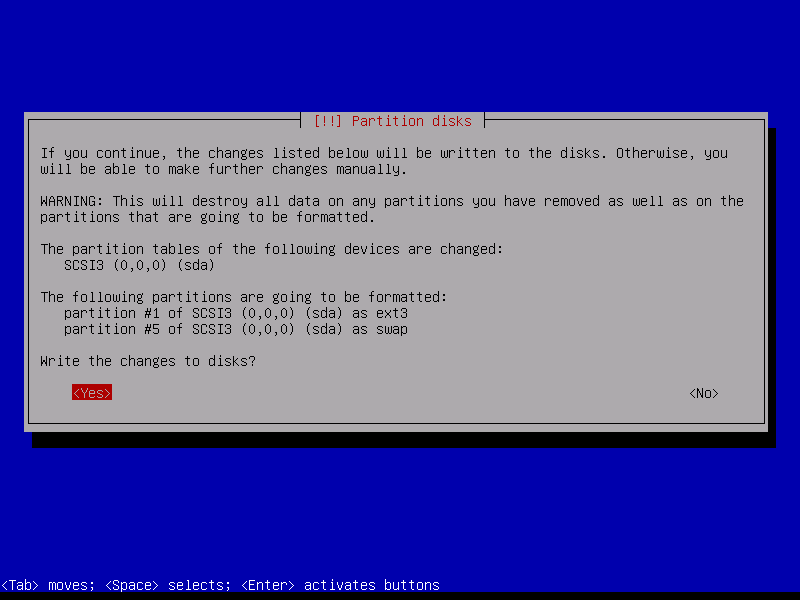 [!!] Partition disks
If you continue, the changes listed below will be written to the disks. Otherwise, you
will be able to make further changes manually.
WARNING: This will destroy all data on any partitions you have removed as well as on the
partitions that are going to be formatted.
The partition tables of the following devices are changed:
SCSI3 (0,0,0) (sda)
The following partitions are going to be formatted:
partition #1 of SCSI3 (0,0,0) (sda) as ext3
partition #5 of SCSI3 (0,0,0) (sda) as swap
Write the changes to disks?
<Yes> <No>
<Tab> moves; <Space> selects; <Enter> activates buttons